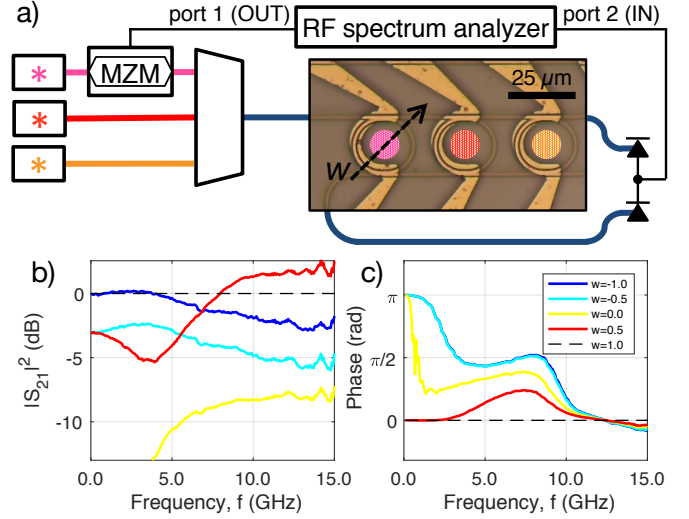 a)
port 1 (OUT)
RF spectrum analyzer
port 2 (IN)
*
MZM
*
*
25 µm
w
b)
|S21|² (dB)
0
-5
-10
0.0
5.0
10.0
15.0
Frequency, f (GHz)
c)
Phase (rad)
π
π/2
0
w=-1.0
w=-0.5
w=0.0
w=0.5
w=1.0
0.0
5.0
10.0
15.0
Frequency, f (GHz)